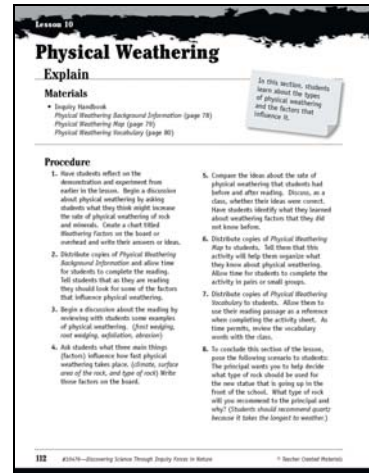 Lesson 10
Physical Weathering
Explain
Materials
• Inquiry Handbook
Physical Weathering Background Information (page 78)
Physical Weathering Map (page 79)
Physical Weathering Vocabulary (page 80)
In this section, students
learn about the types
of physical weathering
and the factors that
influence it.
Procedure
1. Have students reflect on the
demonstration and experiment from
earlier in the lesson. Begin a discussion
about physical weathering by asking
students what they think might increase
the rate of physical weathering of rock
and minerals. Create a chart titled
Weathering Factors on the board or
overhead and write their answers or ideas.
2. Distribute copies of Physical Weathering
Background Information and allow time
for students to complete the reading.
Tell students that as they are reading
they should look for some of the factors
that influence physical weathering.
3. Begin a discussion about the reading by
reviewing with students some examples
of physical weathering. (frost wedging,
root wedging, exfoliation, abrasion)
4. Ask students what three main things
(factors) influence how fast physical
weathering takes place. (climate, surface
area of the rock, and type of rock) Write
those factors on the board.
5. Compare the ideas about the rate of
physical weathering that students had
before and after reading. Discuss, as a
class, whether their ideas were correct.
Have students identify what they learned
about weathering factors that they did
not know before.
6. Distribute copies of Physical Weathering
Map to students. Tell them that this
activity will help them organize what
they know about physical weathering.
Allow time for students to complete the
activity in pairs or small groups.
7. Distribute copies of Physical Weathering
Vocabulary to students. Allow them to
use their reading passage as a reference
when completing the activity sheet. As
time permits, review the vocabulary
words with the class.
8. To conclude this section of the lesson,
pose the following scenario to students:
The principal wants you to help decide
what type of rock should be used for
the new statue that is going up in the
front of the school. What type of rock
will you recommend to the principal and
why? (Students should recommend quartz
because it takes the longest to weather.)
112
#10476—Discovering Science Through Inquiry: Forces in Nature
© Teacher Created Materials